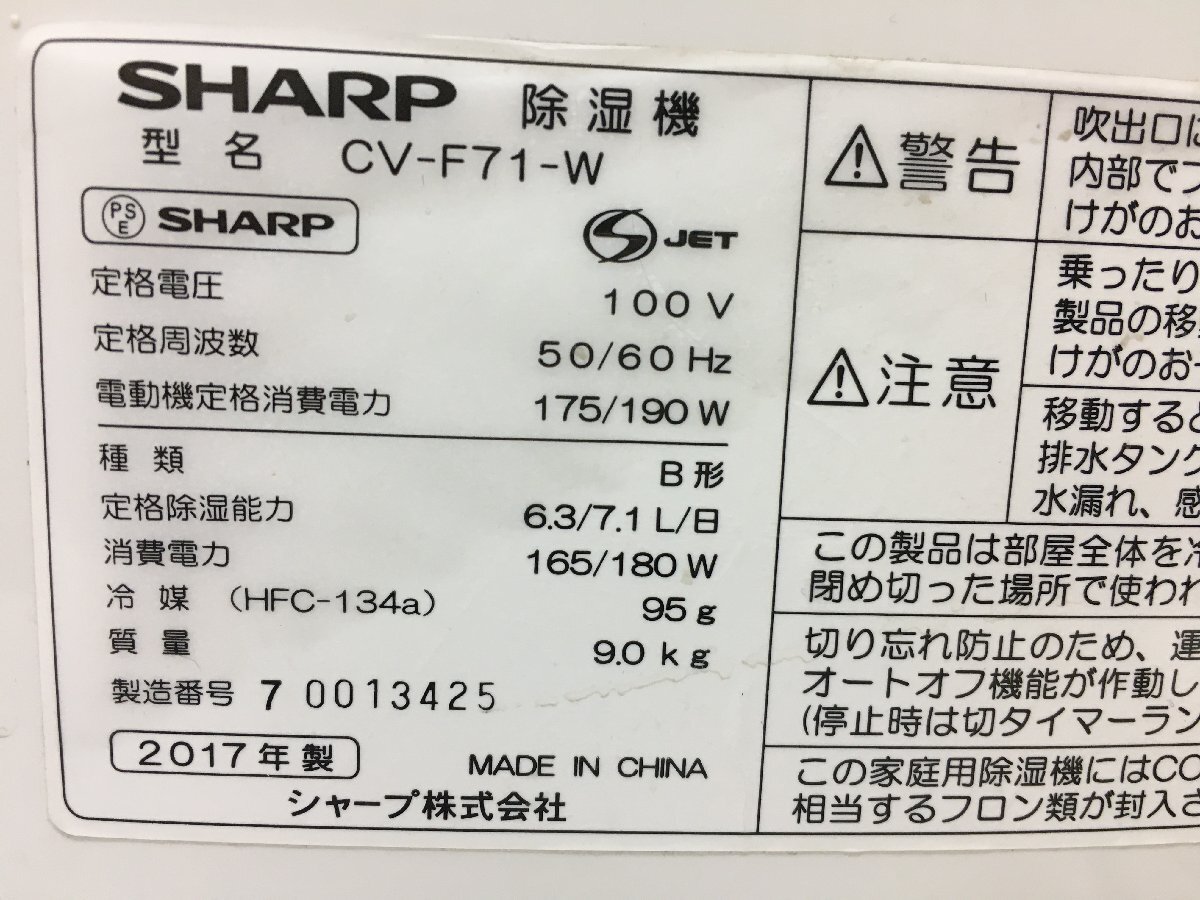 SHARP 除湿機
型名 CV-F71-W
PSE SHARP
S JET
定格電圧 100 V
定格周波数 50/60 Hz
電動機定格消費電力 175/190 W
種類 B形
定格除湿能力 6.3/7.1 L/日
消費電力 165/180 W
冷媒 (HFC-134a) 95 g
質量 9.0 kg
製造番号 7 0013425
2017年製 MADE IN CHINA
シャープ株式会社
警告
吹出口に
内部でフ
けがのお
注意
乗ったり
製品の移
けがのお
移動すると
排水タンク
水漏れ、感
この製品は部屋全体を冷
閉め切った場所で使われ
切り忘れ防止のため、運
オートオフ機能が作動し
(停止時は切タイマーラン
この家庭用除湿機にはCO
相当するフロン類が封入さ